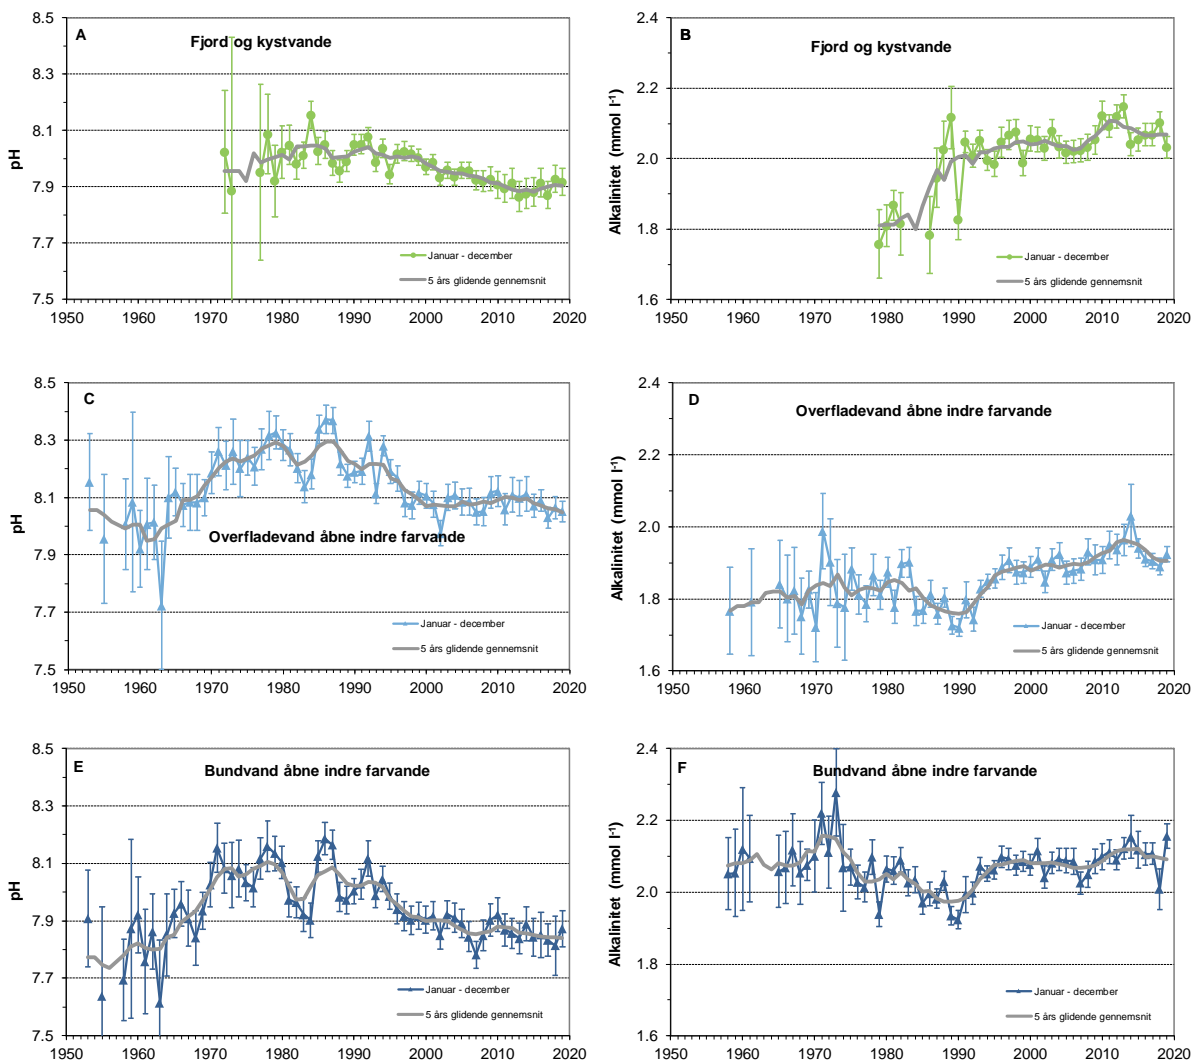 A
Fjord og kystvande
pH
8.5
8.3
8.1
7.9
7.7
7.5
Januar - december
5 års glidende gennemsnit
1950 1960 1970 1980 1990 2000 2010 2020
B
Fjord og kystvande
Alkalinitet (mmol l-1)
2.4
2.2
2.0
1.8
1.6
Januar - december
5 års glidende gennemsnit
1950 1960 1970 1980 1990 2000 2010 2020
C
Overfladevand åbne indre farvande
pH
8.5
8.3
8.1
7.9
7.7
7.5
Januar - december
5 års glidende gennemsnit
1950 1960 1970 1980 1990 2000 2010 2020
D
Overfladevand åbne indre farvande
Alkalinitet (mmol l-1)
2.4
2.2
2.0
1.8
1.6
Januar - december
5 års glidende gennemsnit
1950 1960 1970 1980 1990 2000 2010 2020
E
Bundvand åbne indre farvande
pH
8.5
8.3
8.1
7.9
7.7
7.5
Januar - december
5 års glidende gennemsnit
1950 1960 1970 1980 1990 2000 2010 2020
F
Bundvand åbne indre farvande
Alkalinitet (mmol l-1)
2.4
2.2
2.0
1.8
1.6
Januar - december
5 års glidende gennemsnit
1950 1960 1970 1980 1990 2000 2010 2020